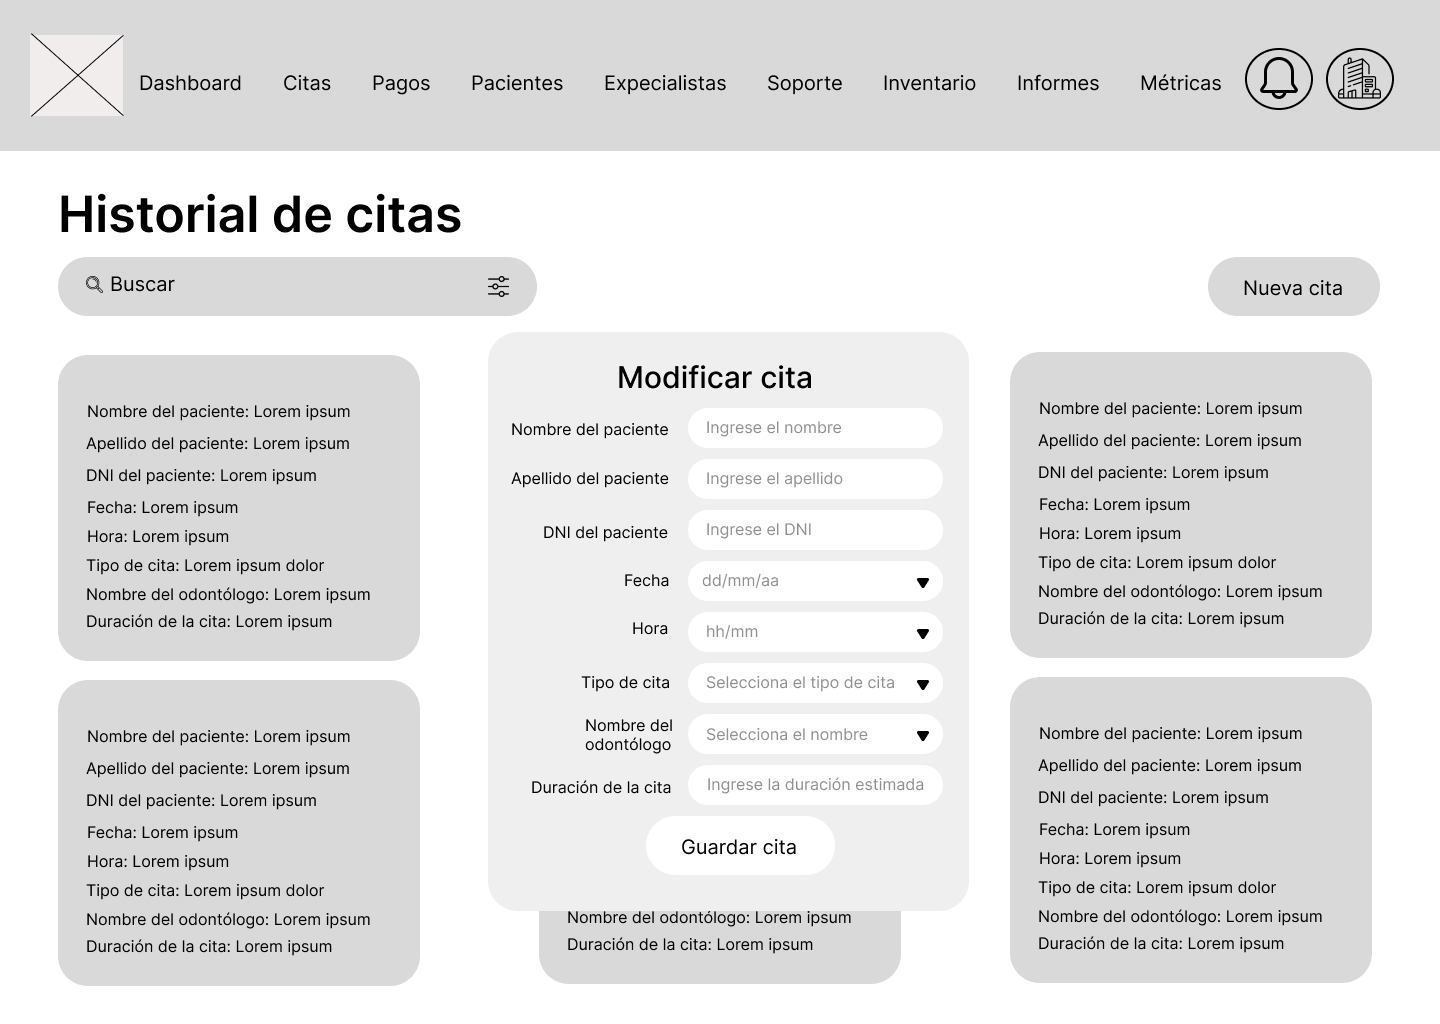 Dashboard Citas Pagos Pacientes Expecialistas Soporte Inventario Informes Métricas
Historial de citas
Buscar
Nueva cita
Nombre del paciente: Lorem ipsum
Apellido del paciente: Lorem ipsum
DNI del paciente: Lorem ipsum
Fecha: Lorem ipsum
Hora: Lorem ipsum
Tipo de cita: Lorem ipsum dolor
Nombre del odontólogo: Lorem ipsum
Duración de la cita: Lorem ipsum
Modificar cita
Nombre del paciente Ingrese el nombre
Apellido del paciente Ingrese el apellido
DNI del paciente Ingrese el DNI
Fecha dd/mm/aa
Hora hh/mm
Tipo de cita Selecciona el tipo de cita
Nombre del
odontólogo Selecciona el nombre
Duración de la cita Ingrese la duración estimada
Guardar cita
Nombre del paciente: Lorem ipsum
Apellido del paciente: Lorem ipsum
DNI del paciente: Lorem ipsum
Fecha: Lorem ipsum
Hora: Lorem ipsum
Tipo de cita: Lorem ipsum dolor
Nombre del odontólogo: Lorem ipsum
Duración de la cita: Lorem ipsum
Nombre del paciente: Lorem ipsum
Apellido del paciente: Lorem ipsum
DNI del paciente: Lorem ipsum
Fecha: Lorem ipsum
Hora: Lorem ipsum
Tipo de cita: Lorem ipsum dolor
Nombre del odontólogo: Lorem ipsum
Duración de la cita: Lorem ipsum
Nombre del odontólogo: Lorem ipsum
Duración de la cita: Lorem ipsum
Nombre del paciente: Lorem ipsum
Apellido del paciente: Lorem ipsum
DNI del paciente: Lorem ipsum
Fecha: Lorem ipsum
Hora: Lorem ipsum
Tipo de cita: Lorem ipsum dolor
Nombre del odontólogo: Lorem ipsum
Duración de la cita: Lorem ipsum